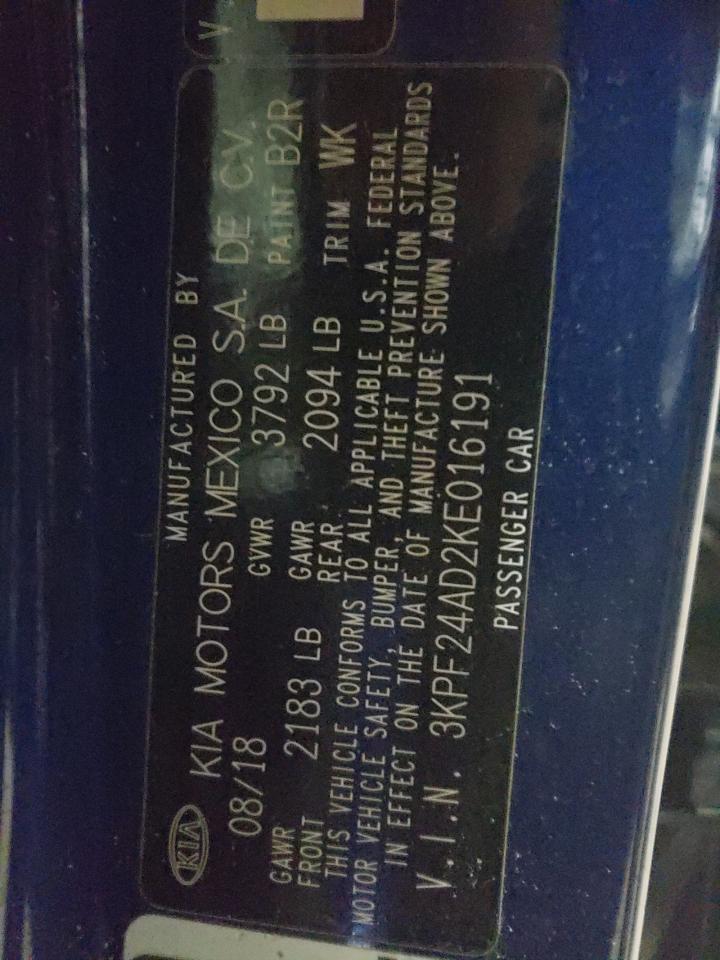 V
MANUFACTURED BY
KIA KIA MOTORS MEXICO S.A. DE C.V.
08/18 GVWR 3792 LB PAINT B2R
GAWR FRONT 2183 LB GAWR REAR 2094 LB TRIM WK
THIS VEHICLE CONFORMS TO ALL APPLICABLE U.S.A. FEDERAL
MOTOR VEHICLE SAFETY, BUMPER, AND THEFT PREVENTION STANDARDS
IN EFFECT ON THE DATE OF MANUFACTURE SHOWN ABOVE.
V.I.N. 3KPF24AD2KE016191
PASSENGER CAR